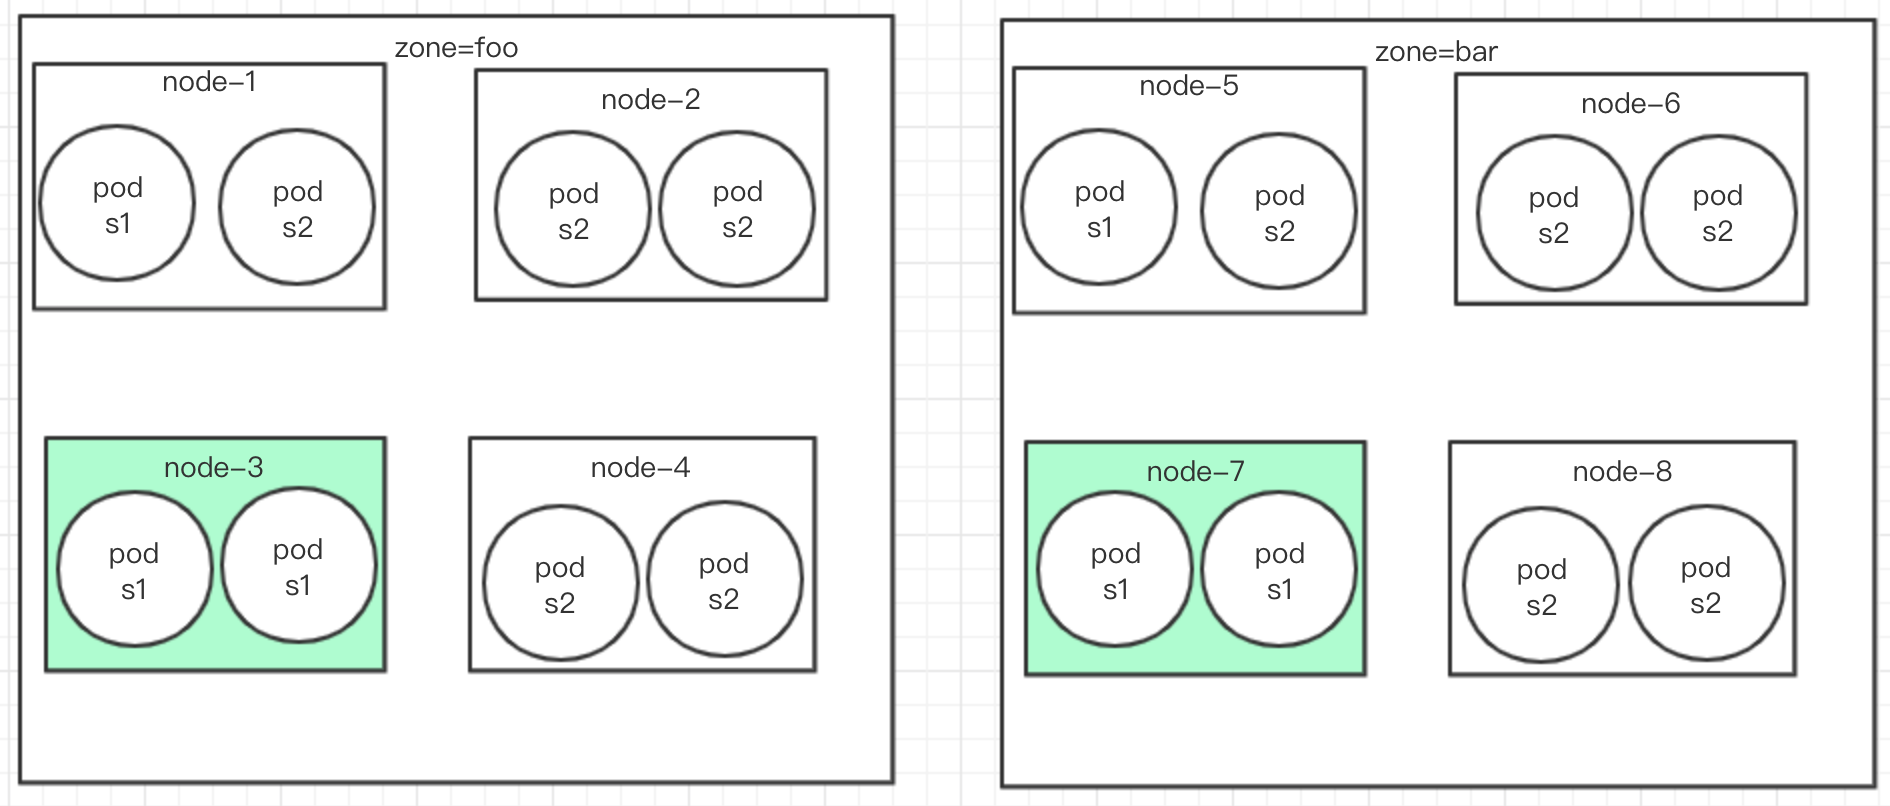 zone=foo
node-1
pod
s1
pod
s2
node-2
pod
s2
pod
s2
node-3
pod
s1
pod
s1
node-4
pod
s2
pod
s2
zone=bar
node-5
pod
s1
pod
s2
node-6
pod
s2
pod
s2
node-7
pod
s1
pod
s1
node-8
pod
s2
pod
s2